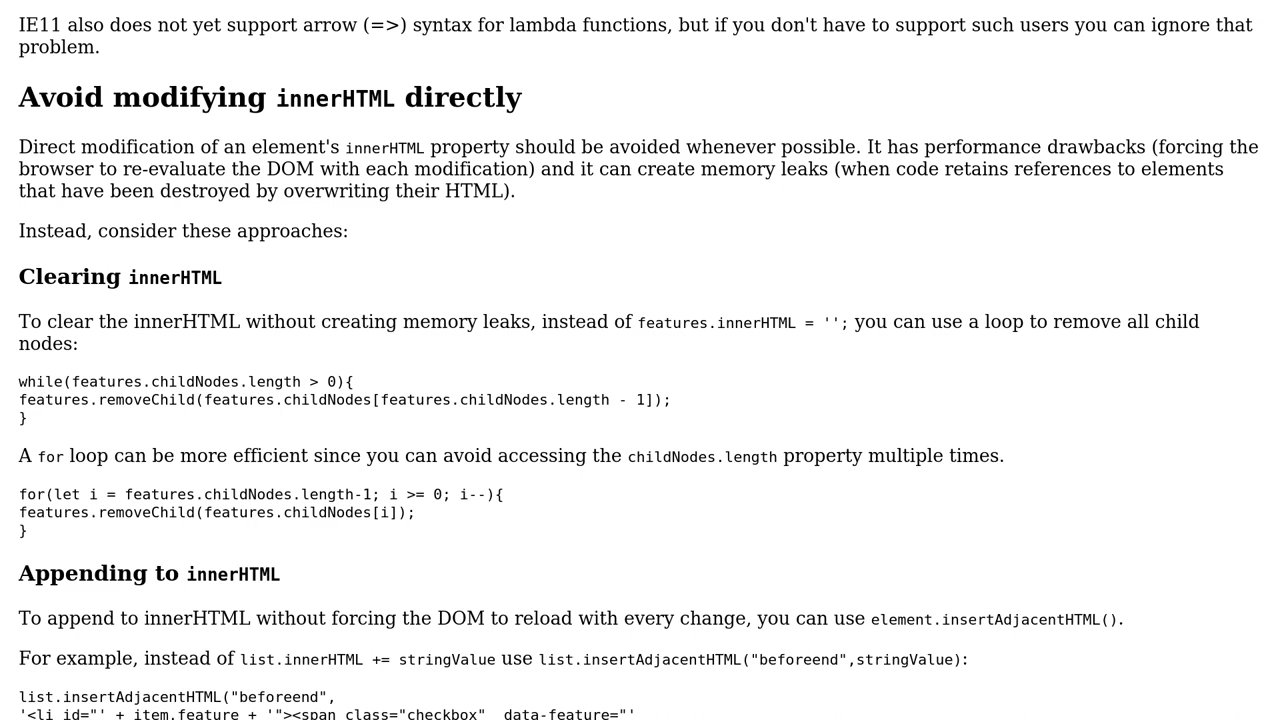 IE11 also does not yet support arrow (=>) syntax for lambda functions, but if you don't have to support such users you can ignore that
problem.
Avoid modifying innerHTML directly
Direct modification of an element's innerHTML property should be avoided whenever possible. It has performance drawbacks (forcing the
browser to re-evaluate the DOM with each modification) and it can create memory leaks (when code retains references to elements
that have been destroyed by overwriting their HTML).
Instead, consider these approaches:
Clearing innerHTML
To clear the innerHTML without creating memory leaks, instead of features.innerHTML = ''; you can use a loop to remove all child
nodes:
while(features.childNodes.length > 0){
features.removeChild(features.childNodes[features.childNodes.length - 1]);
}
A for loop can be more efficient since you can avoid accessing the childNodes.length property multiple times.
for(let i = features.childNodes.length-1; i >= 0; i--){
features.removeChild(features.childNodes[i]);
}
Appending to innerHTML
To append to innerHTML without forcing the DOM to reload with every change, you can use element.insertAdjacentHTML().
For example, instead of list.innerHTML += stringValue use list.insertAdjacentHTML("beforeend",stringValue):
list.insertAdjacentHTML("beforeend",
'<li id="' + item.feature + '"><span class="checkbox"  data-feature="'